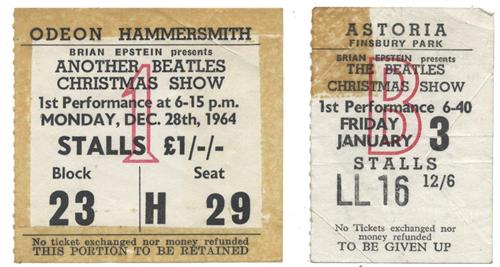 ODEON HAMMERSMITH
BRIAN EPSTEIN presents
ANOTHER BEATLES
CHRISTMAS SHOW
1st Performance at 6-15 p.m.
MONDAY, DEC. 28th, 1964
STALLS £1/-/-
1
Block Seat
23 H 29
No ticket exchanged nor money refunded
THIS PORTION TO BE RETAINED
ASTORIA
FINSBURY PARK
BRIAN EPSTEIN presents
THE BEATLES
CHRISTMAS SHOW
1st Performance 6-40
FRIDAY
JANUARY 3
B
STALLS
LL 16 12/6
No Tickets exchanged nor
money refunded
TO BE GIVEN UP